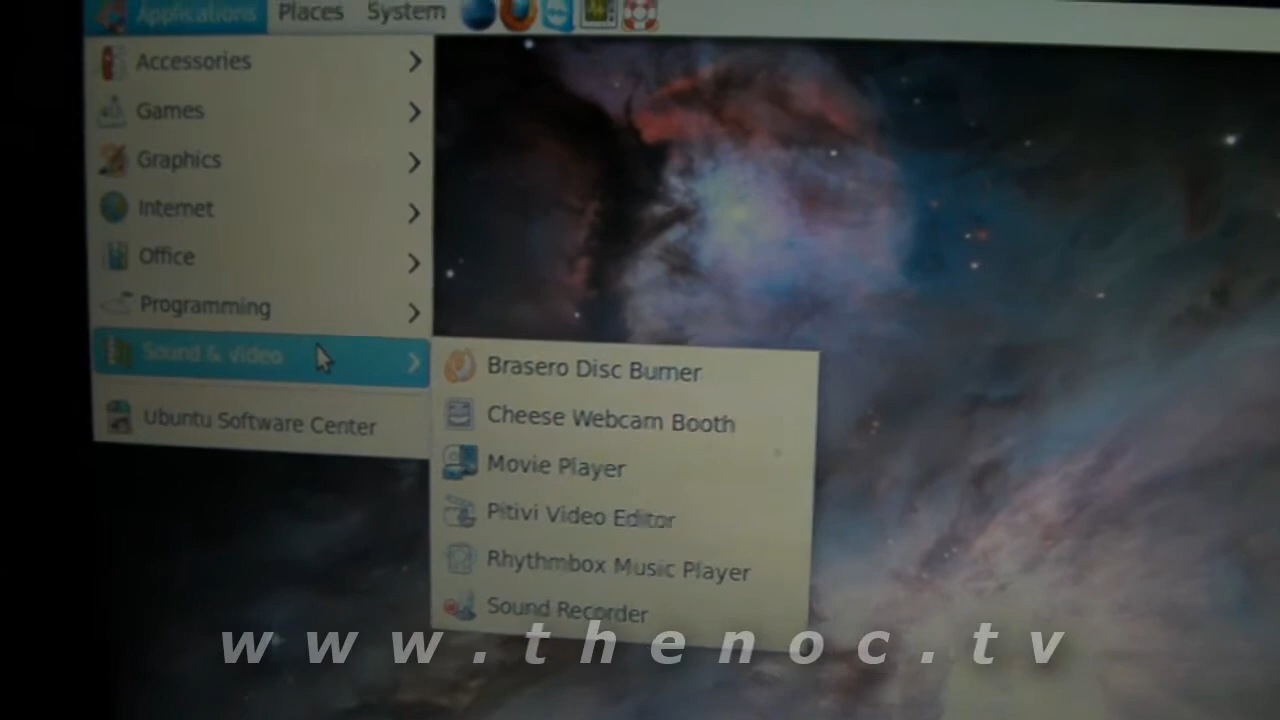 Applications Places System
Accessories
Games
Graphics
Internet
Office
Programming
Sound & Video
Ubuntu Software Center
Brasero Disc Burner
Cheese Webcam Booth
Movie Player
Pitivi Video Editor
Rhythmbox Music Player
Sound Recorder
www.thenoc.tv